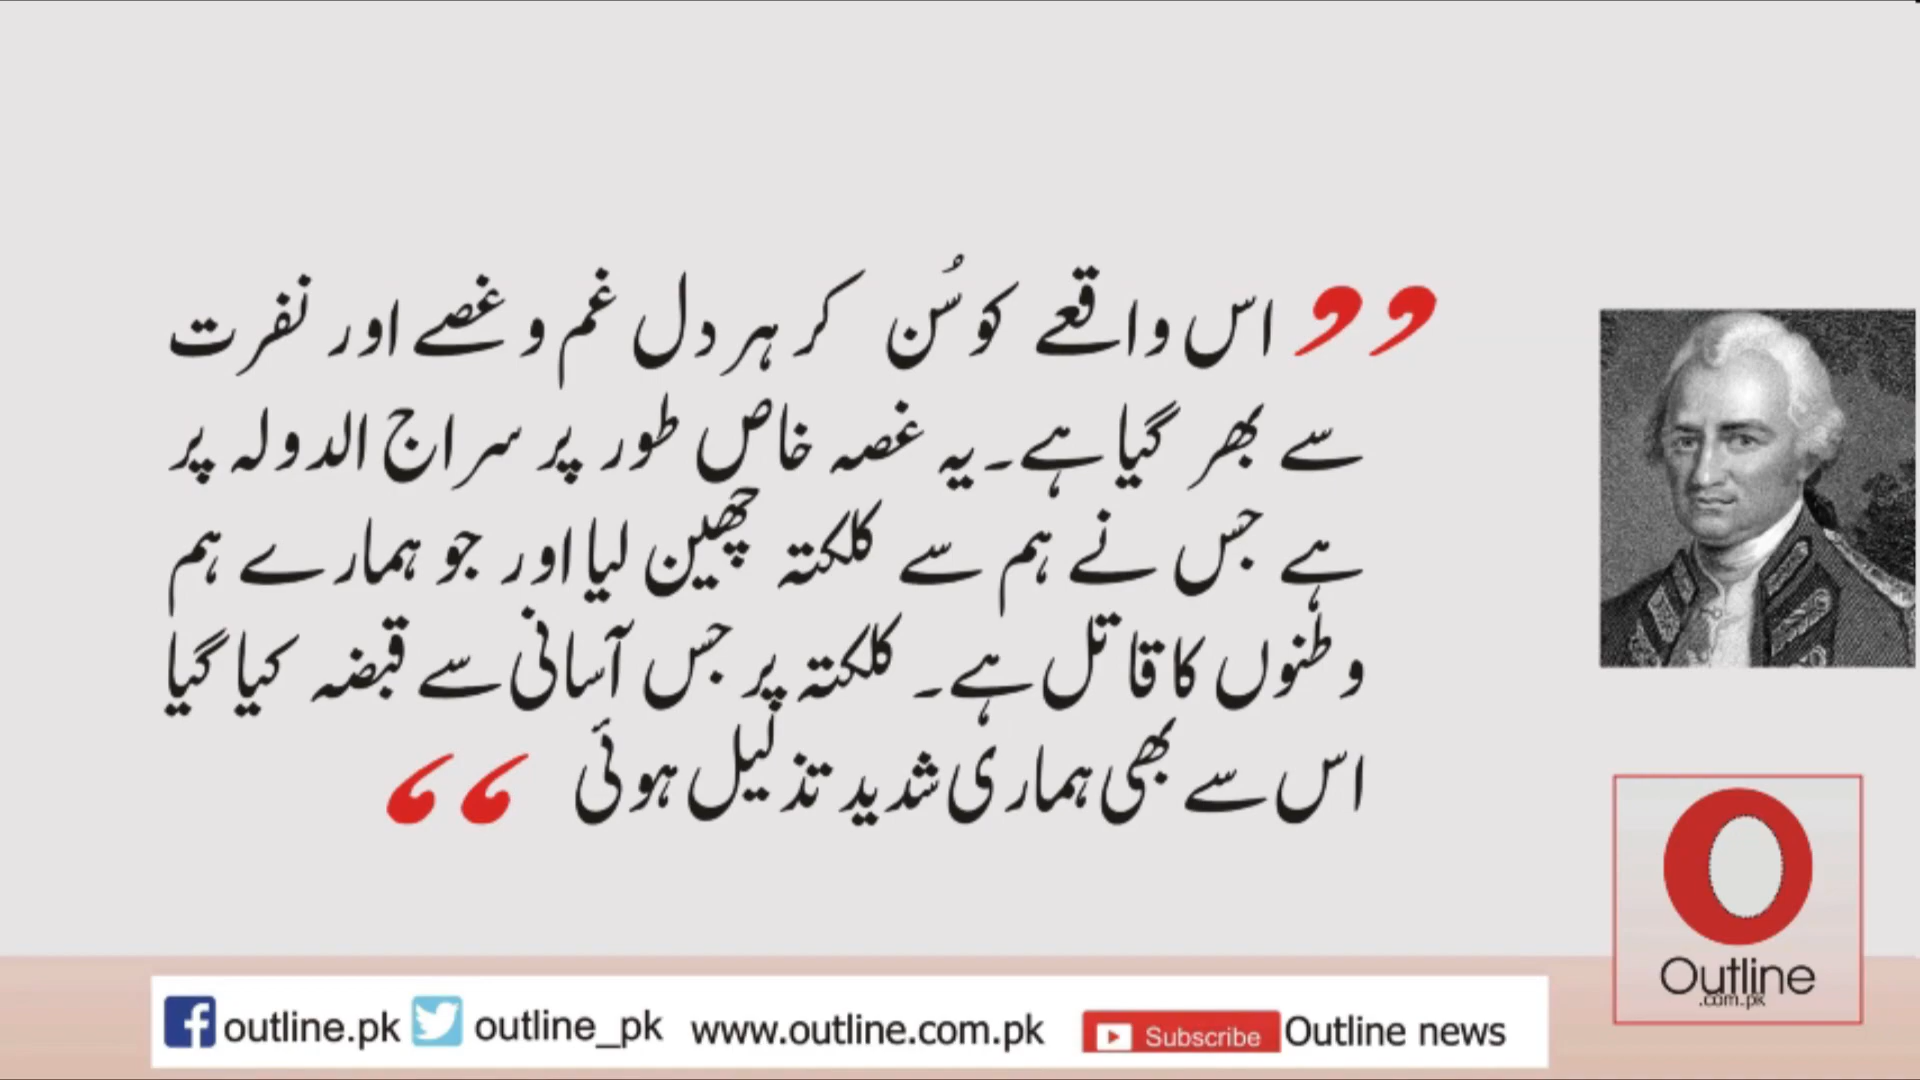 اس واقعے کو سُن کر ہر دل غم و غصے اور نفرت
سے بھر گیا ہے۔ یہ غصہ خاص طور پر سراج الدولہ پر
ہے جس نے ہم سے کلکتہ چھین لیا اور جو ہمارے ہم
وطنوں کا قاتل ہے۔ کلکتہ پر جس آسانی سے قبضہ کیا گیا
اس سے بھی ہماری شدید تذلیل ہوئی
Outline
.com.pk
outline.pk outline_pk www.outline.com.pk Subscribe Outline news